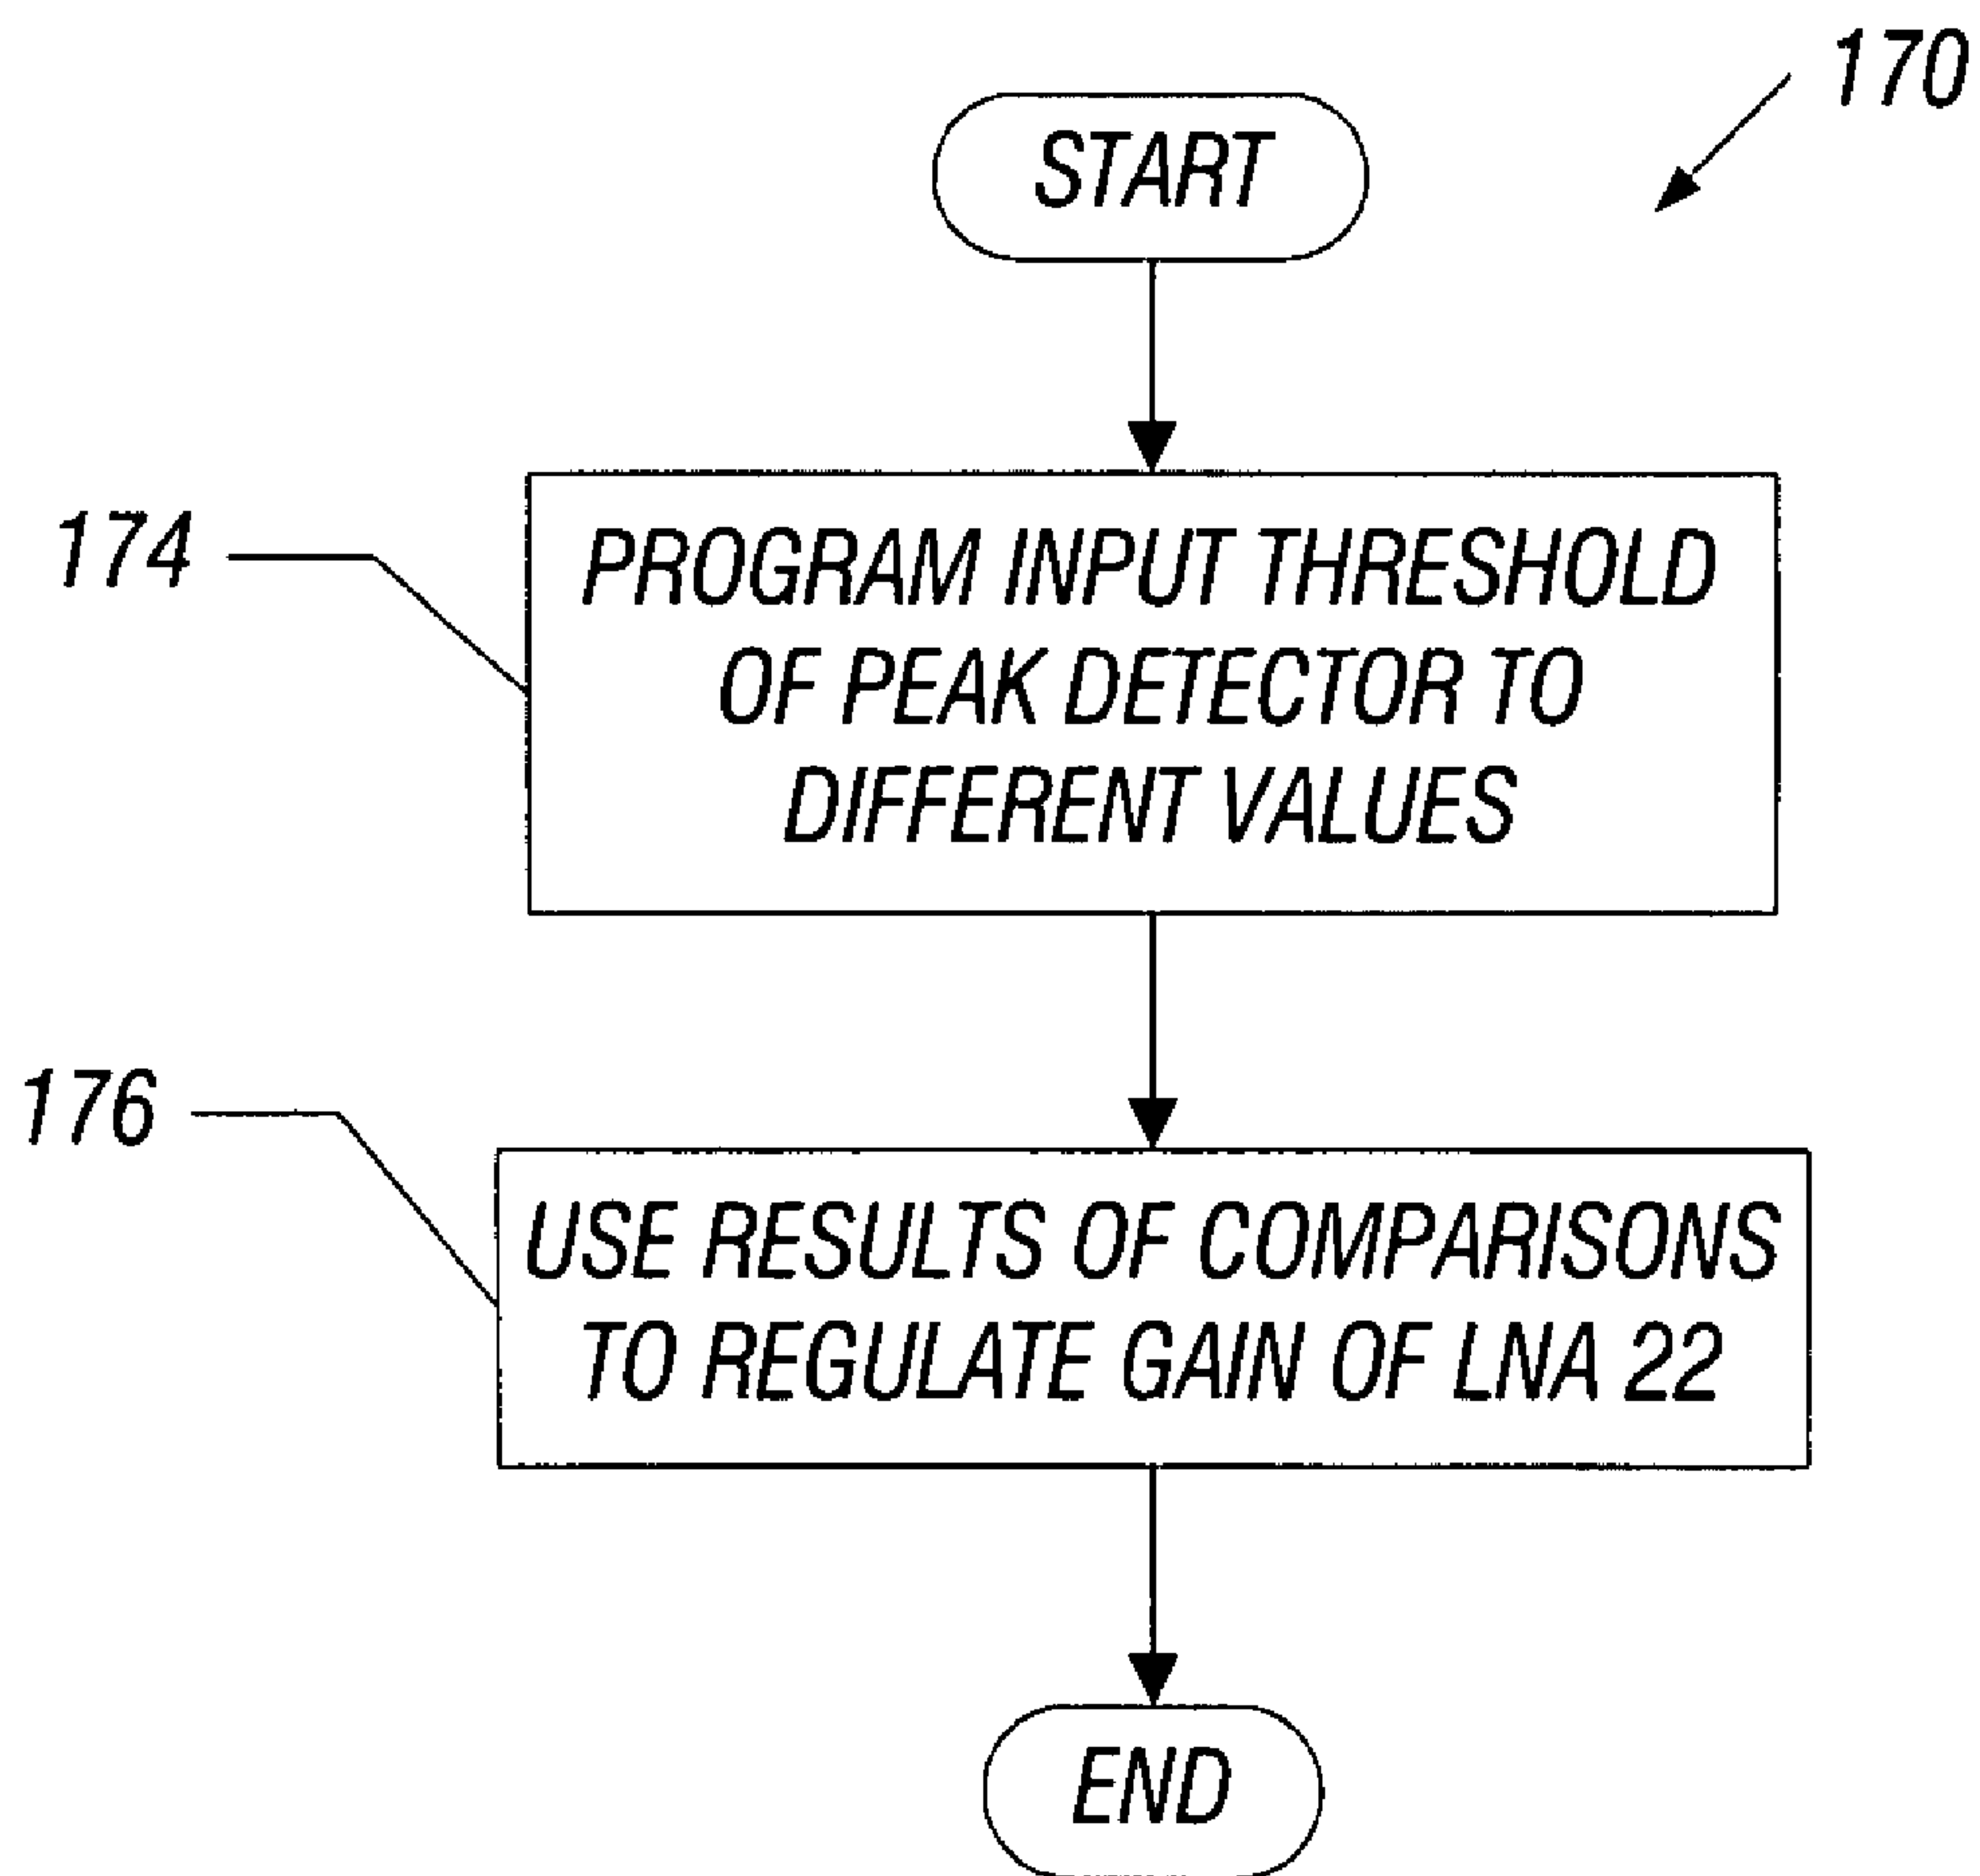 170
START
174
PROGRAM INPUT THRESHOLD
OF PEAK DETECTOR TO
DIFFERENT VALUES
176
USE RESULTS OF COMPARISONS
TO REGULATE GAIN OF LNA 22
END